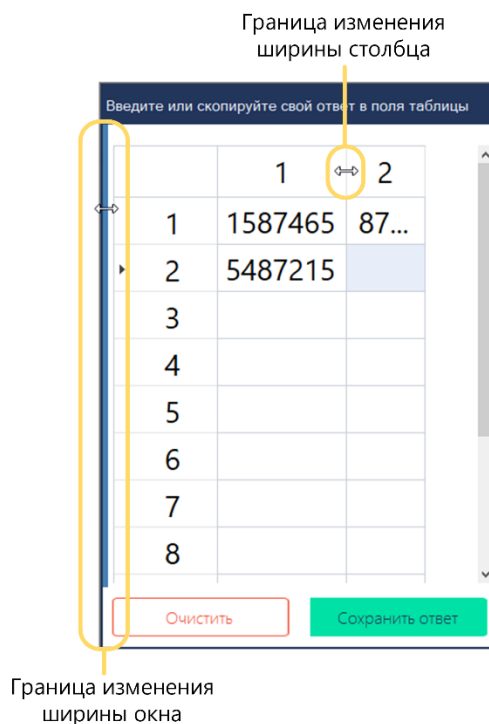 Граница изменения
ширины столбца
Введите или скопируйте свой ответ в поля таблицы
1 2
1 1587465 87...
2 5487215
3
4
5
6
7
8
Очистить Сохранить ответ
Граница изменения
ширины окна